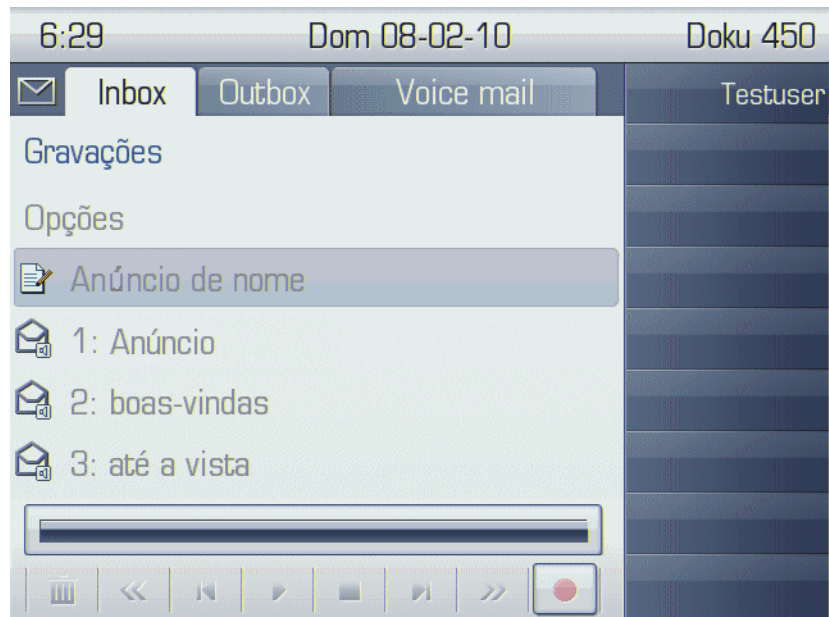 6:29 Dom 08-02-10 Doku 450
Inbox Outbox Voice mail Testuser
Gravações
Opções
Anúncio de nome
1: Anúncio
2: boas-vindas
3: até a vista